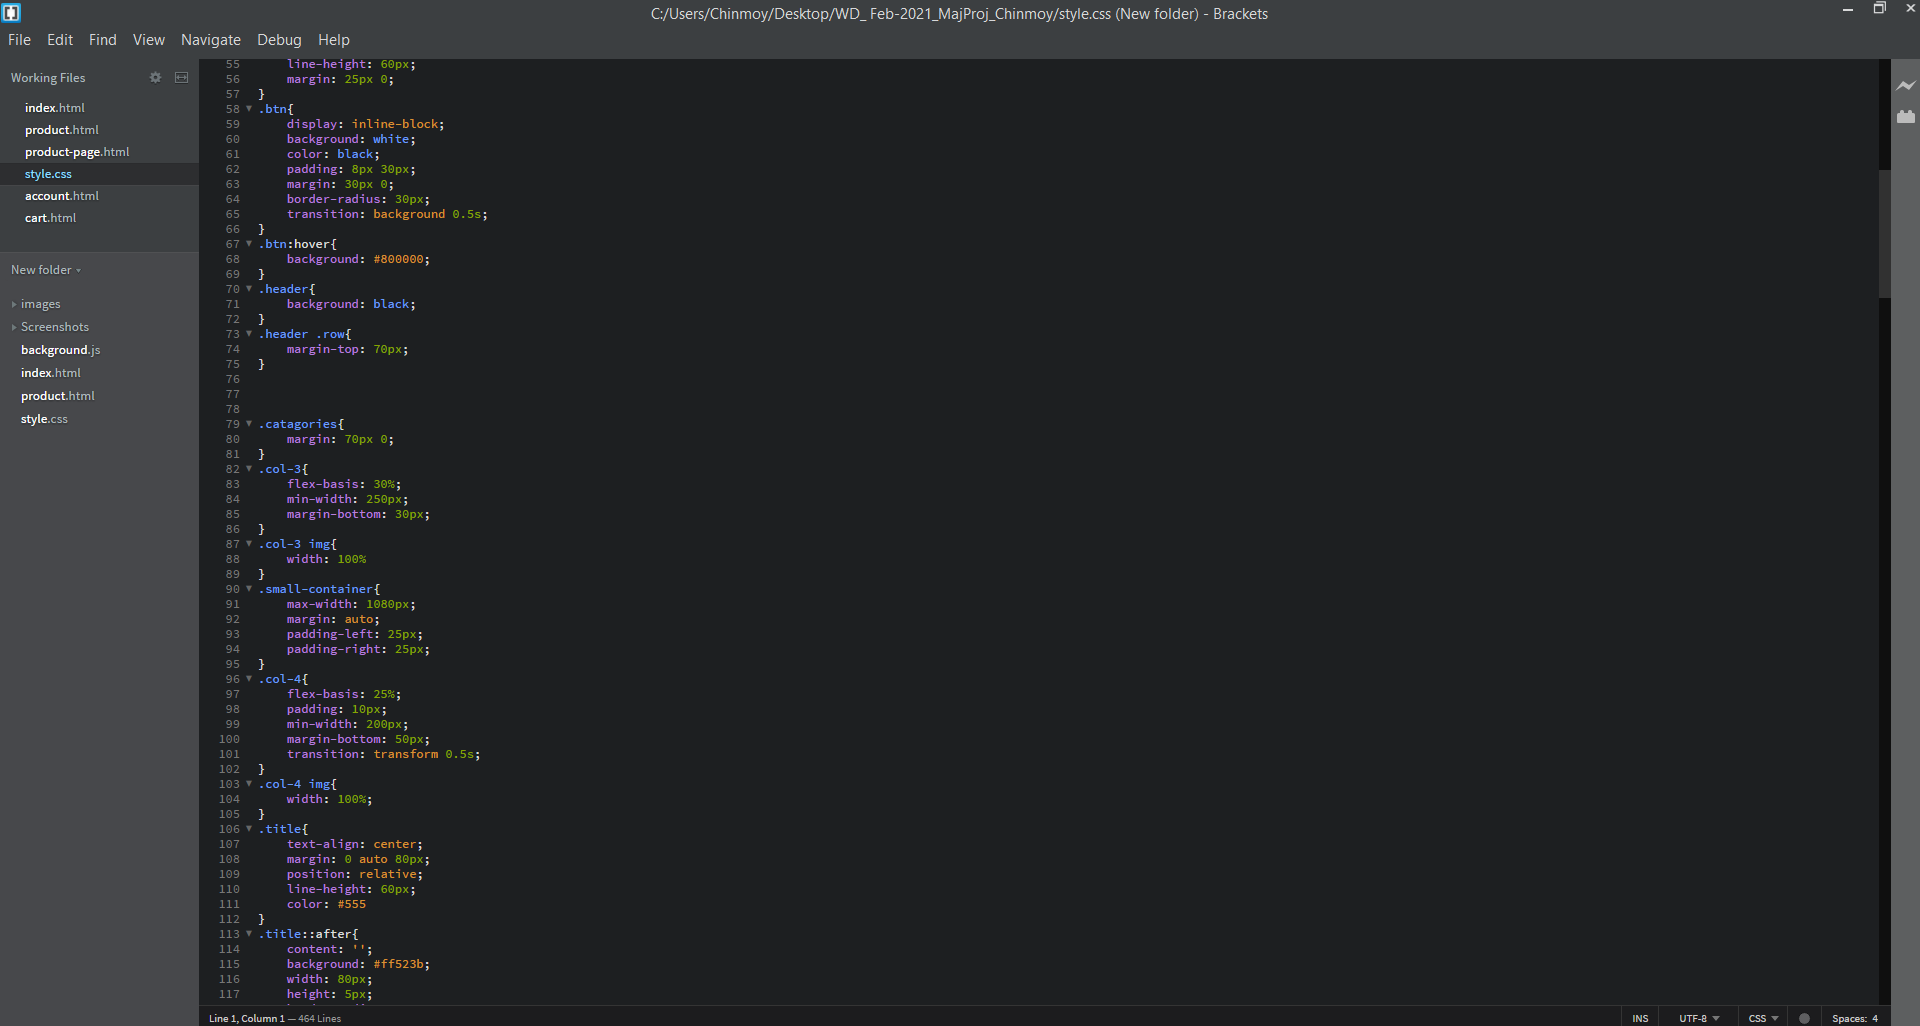 C:/Users/Chinmoy/Desktop/WD_ Feb-2021_MajProj_Chinmoy/style.css (New folder) - Brackets
File Edit Find View Navigate Debug Help
Working Files
index.html
product.html
product-page.html
style.css
account.html
cart.html
New folder
images
Screenshots
background.js
index.html
product.html
style.css
55 line-height: 60px;
56 margin: 25px 0;
57 }
58 .btn{
59 display: inline-block;
60 background: white;
61 color: black;
62 padding: 8px 30px;
63 margin: 30px 0;
64 border-radius: 30px;
65 transition: background 0.5s;
66 }
67 .btn:hover{
68 background: #800000;
69 }
70 .header{
71 background: black;
72 }
73 .header .row{
74 margin-top: 70px;
75 }
76
77
78
79 .catagories{
80 margin: 70px 0;
81 }
82 .col-3{
83 flex-basis: 30%;
84 min-width: 250px;
85 margin-bottom: 30px;
86 }
87 .col-3 img{
88 width: 100%
89 }
90 .small-container{
91 max-width: 1080px;
92 margin: auto;
93 padding-left: 25px;
94 padding-right: 25px;
95 }
96 .col-4{
97 flex-basis: 25%;
98 padding: 10px;
99 min-width: 200px;
100 margin-bottom: 50px;
101 transition: transform 0.5s;
102 }
103 .col-4 img{
104 width: 100%;
105 }
106 .title{
107 text-align: center;
108 margin: 0 auto 80px;
109 position: relative;
110 line-height: 60px;
111 color: #555
112 }
113 .title::after{
114 content: '';
115 background: #ff523b;
116 width: 80px;
117 height: 5px;
Line 1, Column 1 — 464 Lines
INS UTF-8 CSS Spaces: 4